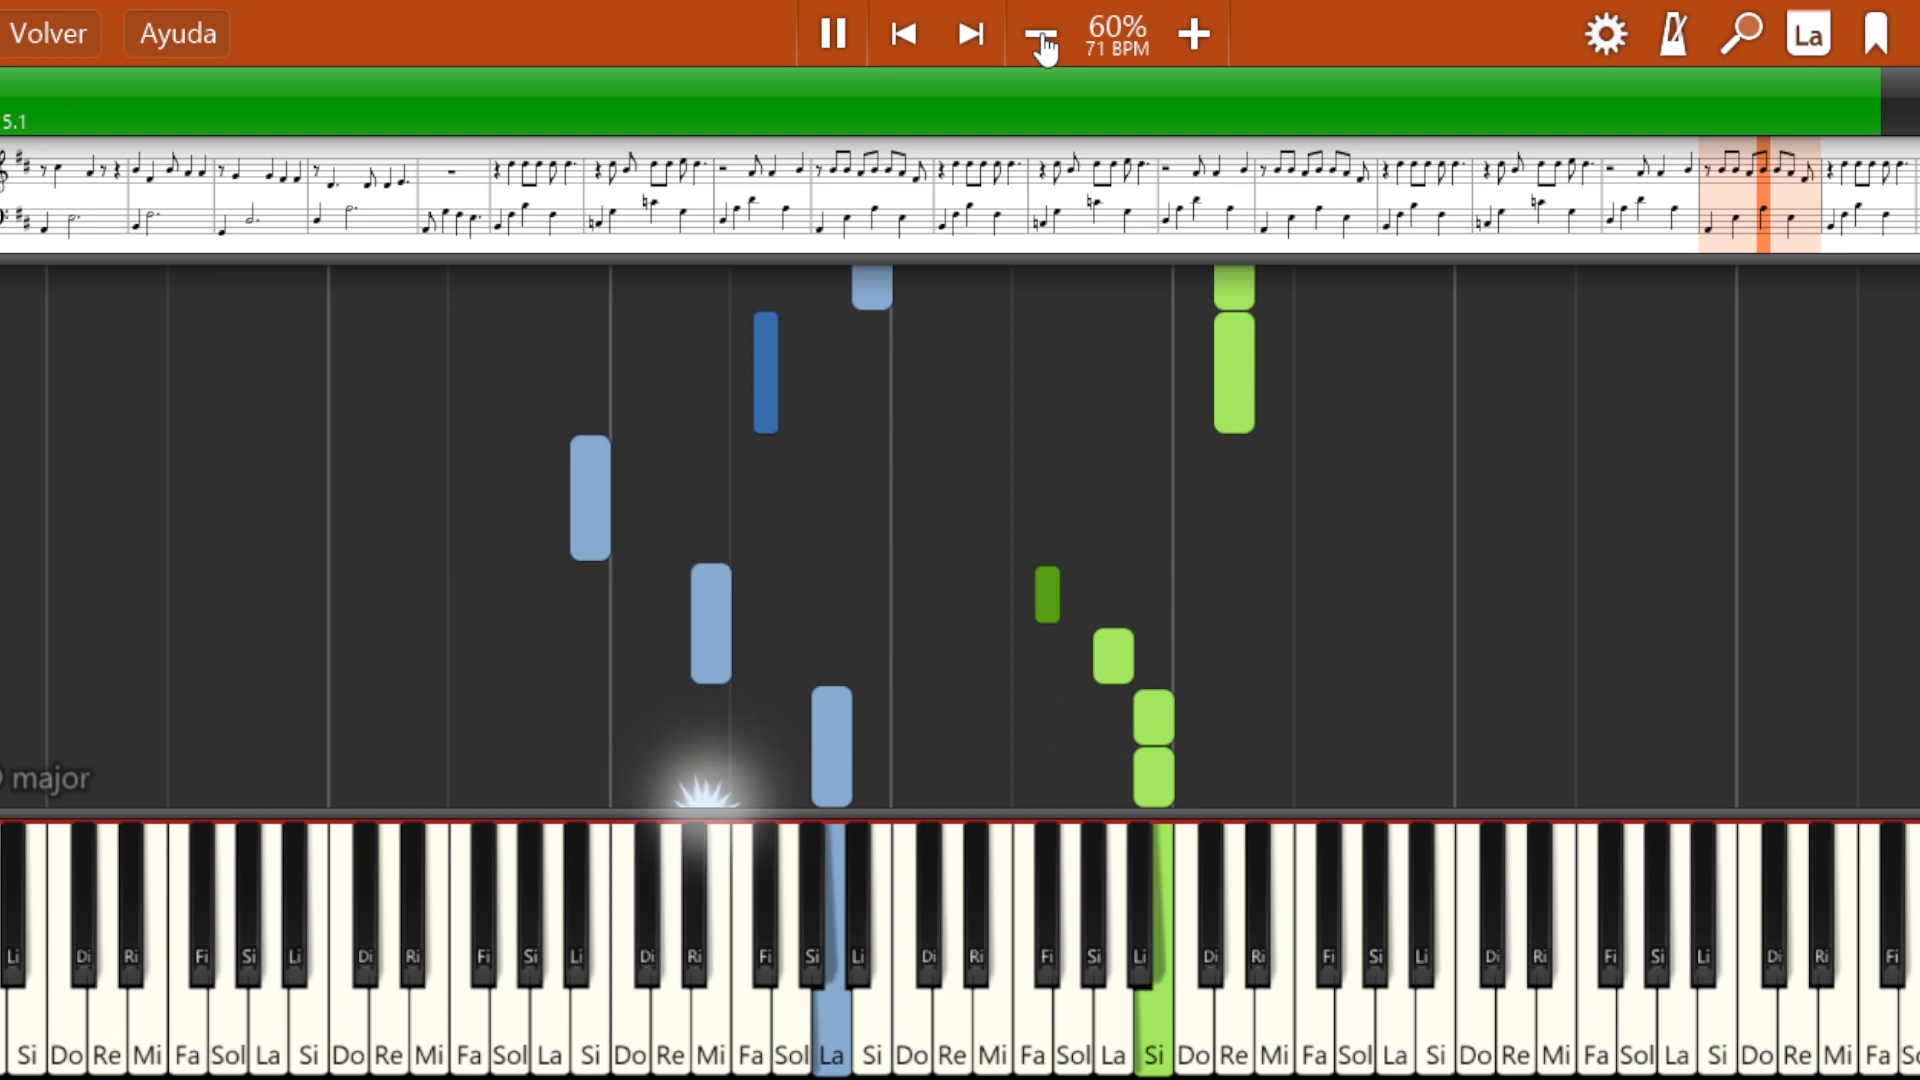 Volver Ayuda 60% La
71 BPM
5.1
major
Li Di Ri Fi Si Li Di Ri Fi Si Li Di Ri Fi Si Li Di Ri Fi Si Li Di Ri Fi Si Li Di Ri Fi Si Li Di Ri Fi
Si Do Re Mi Fa Sol La Si Do Re Mi Fa Sol La Si Do Re Mi Fa Sol La Si Do Re Mi Fa Sol La Si Do Re Mi Fa Sol La Si Do Re Mi Fa Sol La Si Do Re Mi Fa